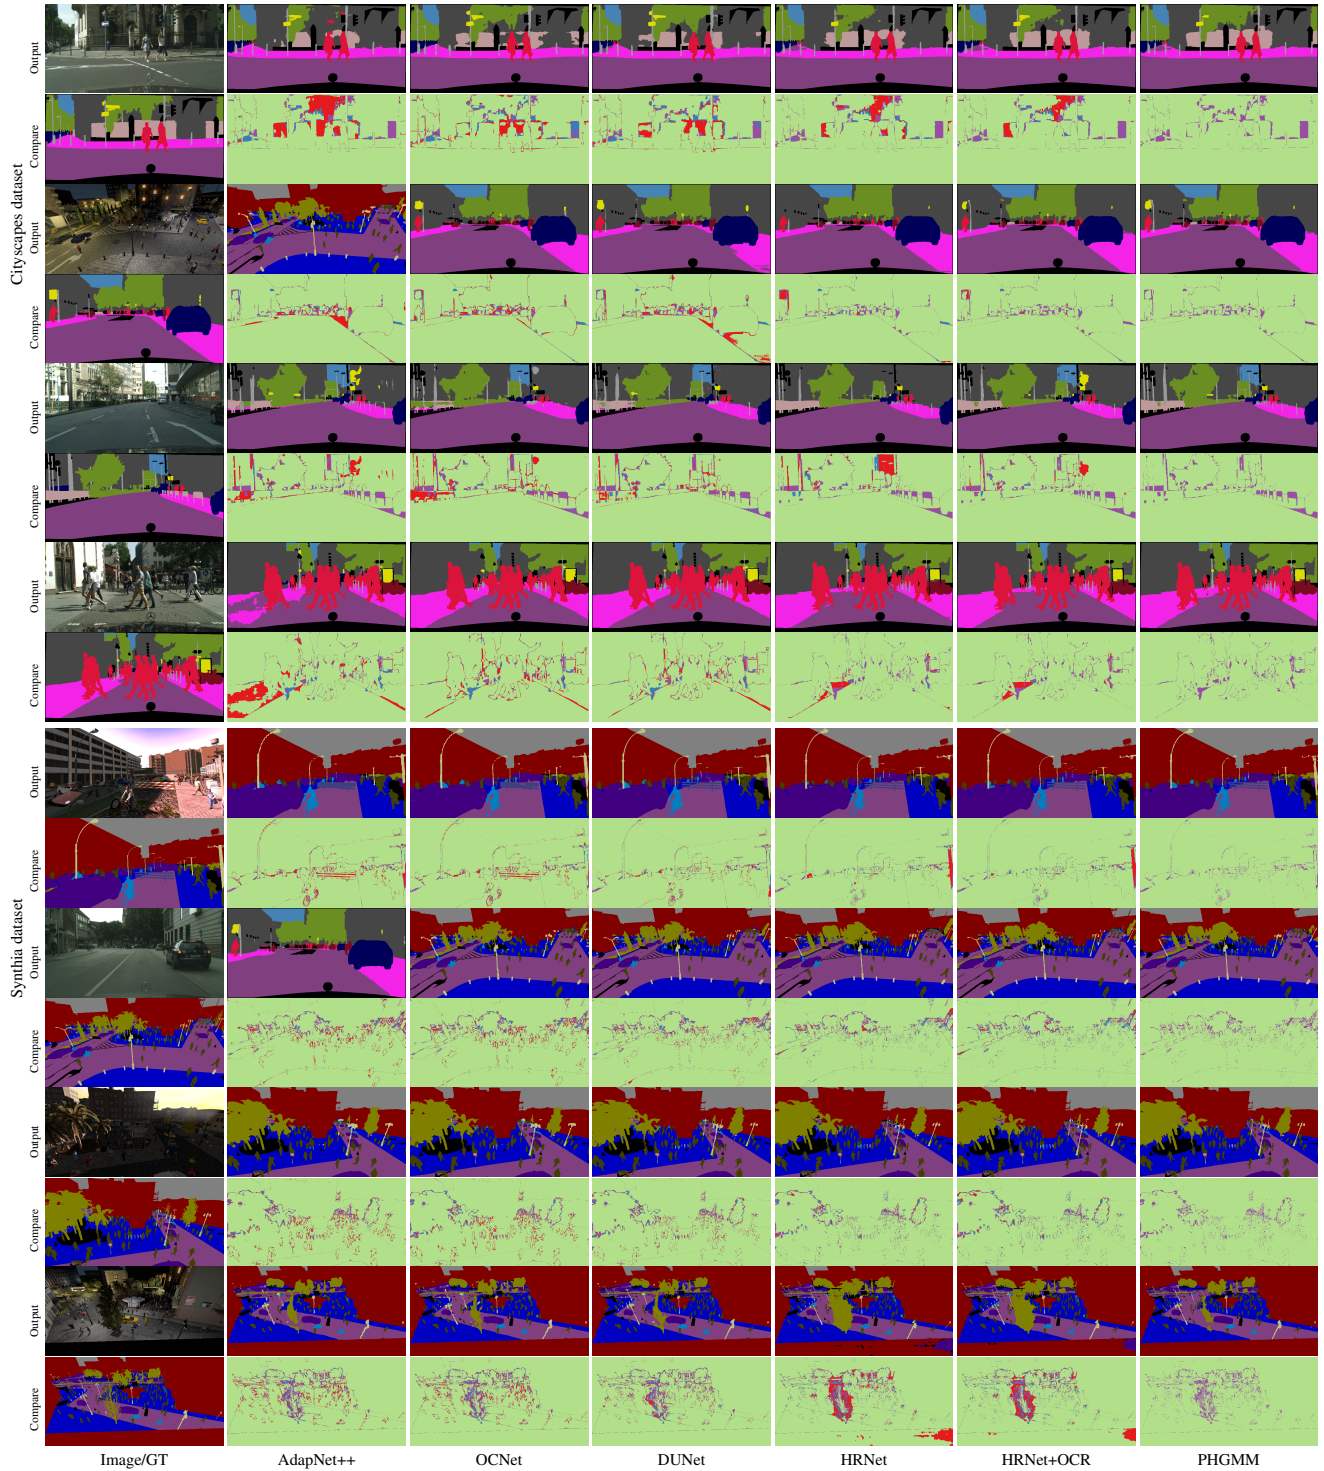 Cityscapes dataset
Output
Compare
Output
Compare
Output
Compare
Output
Compare
Synthia dataset
Output
Compare
Output
Compare
Output
Compare
Output
Compare
Image/GT AdapNet++ OCNet DUNet HRNet HRNet+OCR PHGMM